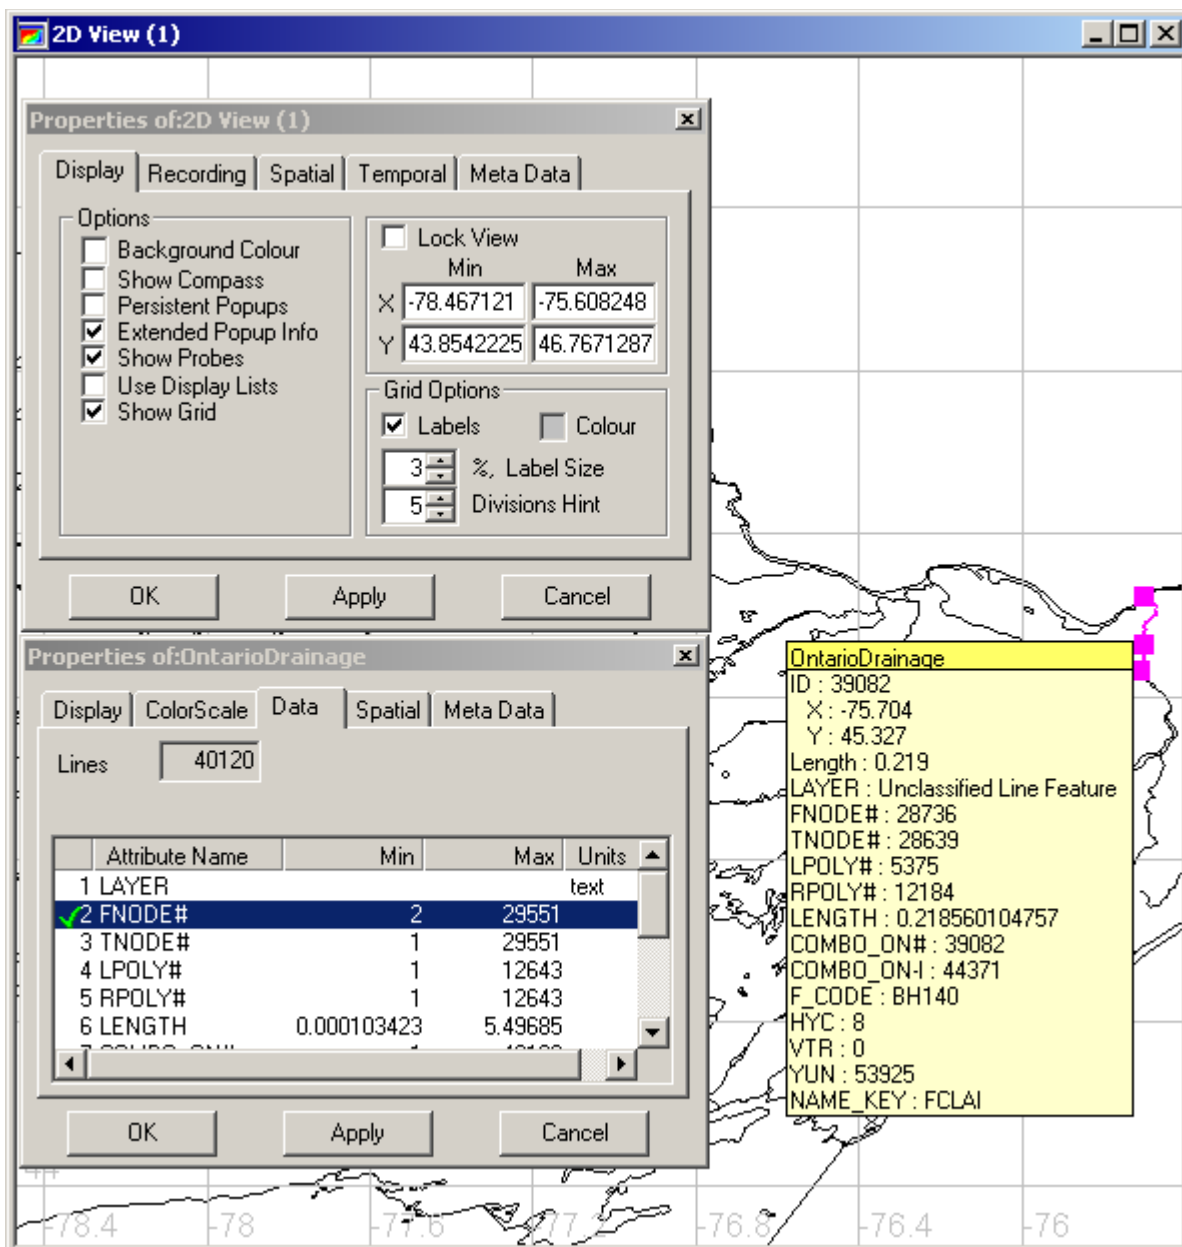 2D View (1)
Properties of:2D View (1)
Display Recording Spatial Temporal Meta Data
Options
Background Colour
Show Compass
Persistent Popups
Extended Popup Info
Show Probes
Use Display Lists
Show Grid
Lock View
Min Max
X -78.467121 -75.608248
Y 43.8542225 46.7671287
Grid Options
Labels Colour
3 %, Label Size
5 Divisions Hint
OK Apply Cancel
Properties of:OntarioDrainage
Display ColorScale Data Spatial Meta Data
Lines 40120
Attribute Name Min Max Units
1 LAYER text
2 FNODE# 2 29551
3 TNODE# 1 29551
4 LPOLY# 1 12643
5 RPOLY# 1 12643
6 LENGTH 0.000103423 5.49685
OK Apply Cancel
OntarioDrainage
ID : 39082
X : -75.704
Y : 45.327
Length : 0.219
LAYER : Unclassified Line Feature
FNODE# : 28736
TNODE# : 28639
LPOLY# : 5375
RPOLY# : 12184
LENGTH : 0.218560104757
COMBO_ON# : 39082
COMBO_ON-I : 44371
F_CODE : BH140
HYC : 8
VTR : 0
YUN : 53925
NAME_KEY : FCLAI
44
-78.4 -78 -77.6 -77.2 -76.8 -76.4 -76